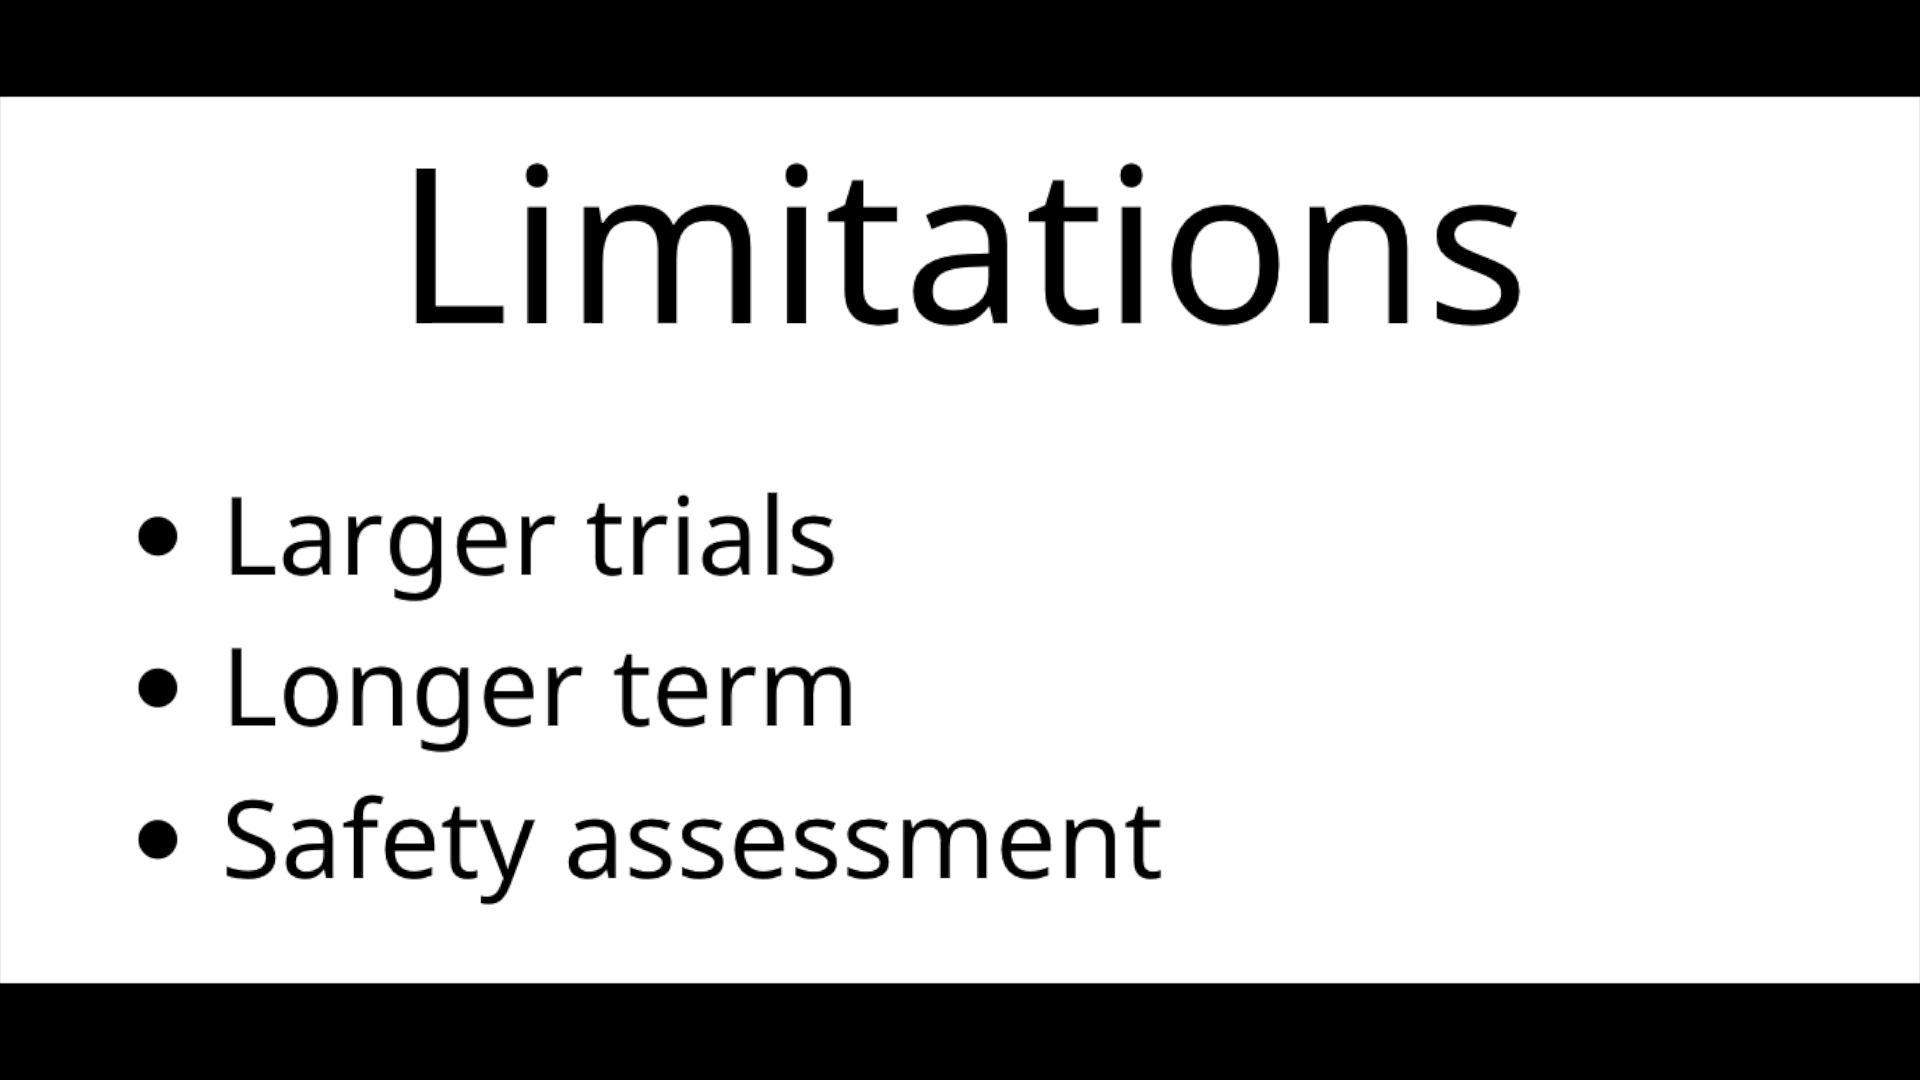 Limitations
• Larger trials
• Longer term
• Safety assessment